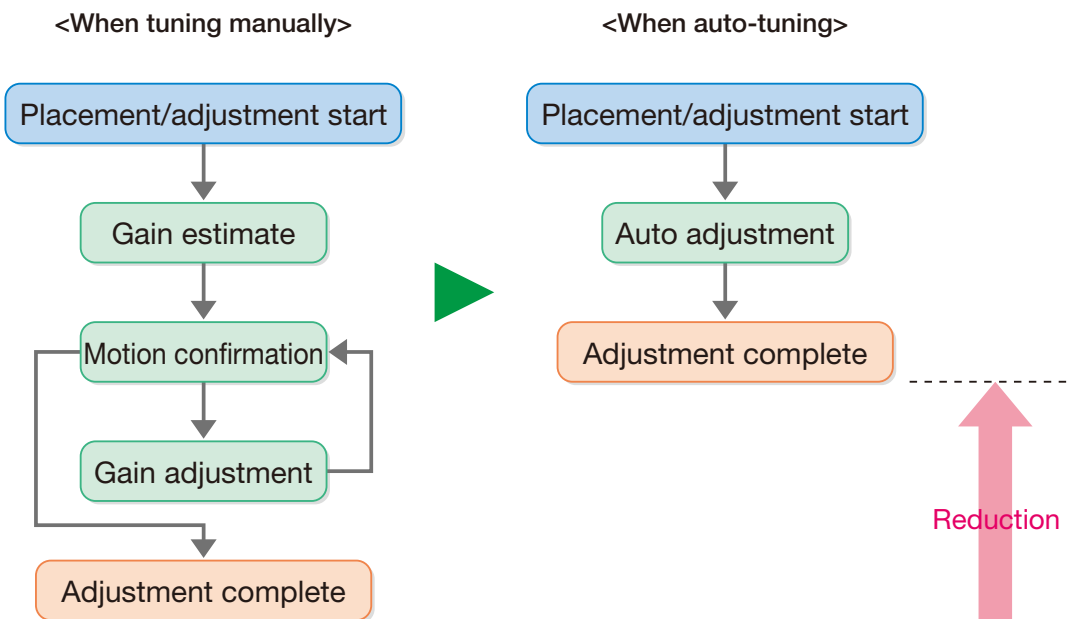 <When tuning manually>
Placement/adjustment start
Gain estimate
Motion confirmation
Gain adjustment
Adjustment complete
<When auto-tuning>
Placement/adjustment start
Auto adjustment
Adjustment complete
Reduction